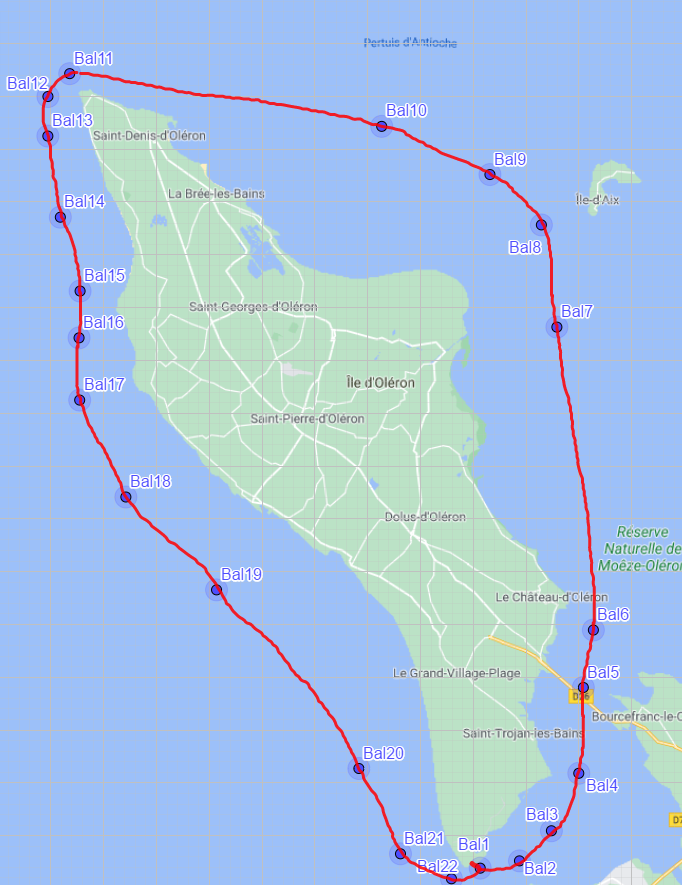 Pertuis d'Antioche
Bal11
Bal12
Bal10
Bal13
Saint-Denis-d'Oléron
Bal9
La Brée-les-Bains
Île-d'Aix
Bal14
Bal8
Bal15
Saint-Georges-d'Oléron
Bal7
Bal16
Bal17
Île d'Oléron
Saint-Pierre-d'Oléron
Bal18
Dolus-d'Oléron
Réserve
Naturelle de
Moëze-Oléron
Bal19
Le Château-d'Oléron
Bal6
Le Grand-Village-Plage
Bal5
D26
Bourcefranc-le-C
Saint-Trojan-les-Bains
Bal20
Bal4
Bal3
D7
Bal21
Bal1
Bal22
Bal2